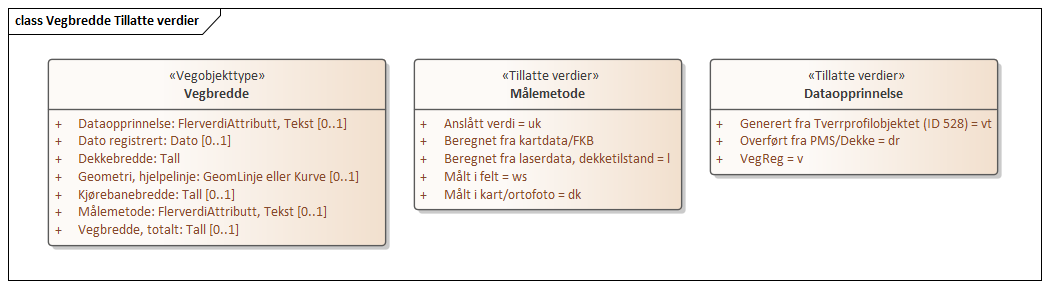 class Vegbredde Tillatte verdier
«Vegobjekttype»
Vegbredde
+ Dataopprinnelse: FlerverdiAttributt, Tekst [0..1]
+ Dato registrert: Dato [0..1]
+ Dekkebredde: Tall
+ Geometri, hjelpelinje: GeomLinje eller Kurve [0..1]
+ Kjørebanebredde: Tall [0..1]
+ Målemetode: FlerverdiAttributt, Tekst [0..1]
+ Vegbredde, totalt: Tall [0..1]
«Tillatte verdier»
Målemetode
+ Anslått verdi = uk
+ Beregnet fra kartdata/FKB
+ Beregnet fra laserdata, dekketilstand = l
+ Målt i felt = ws
+ Målt i kart/ortofoto = dk
«Tillatte verdier»
Dataopprinnelse
+ Generert fra Tverrprofilobjektet (ID 528) = vt
+ Overført fra PMS/Dekke = dr
+ VegReg = v